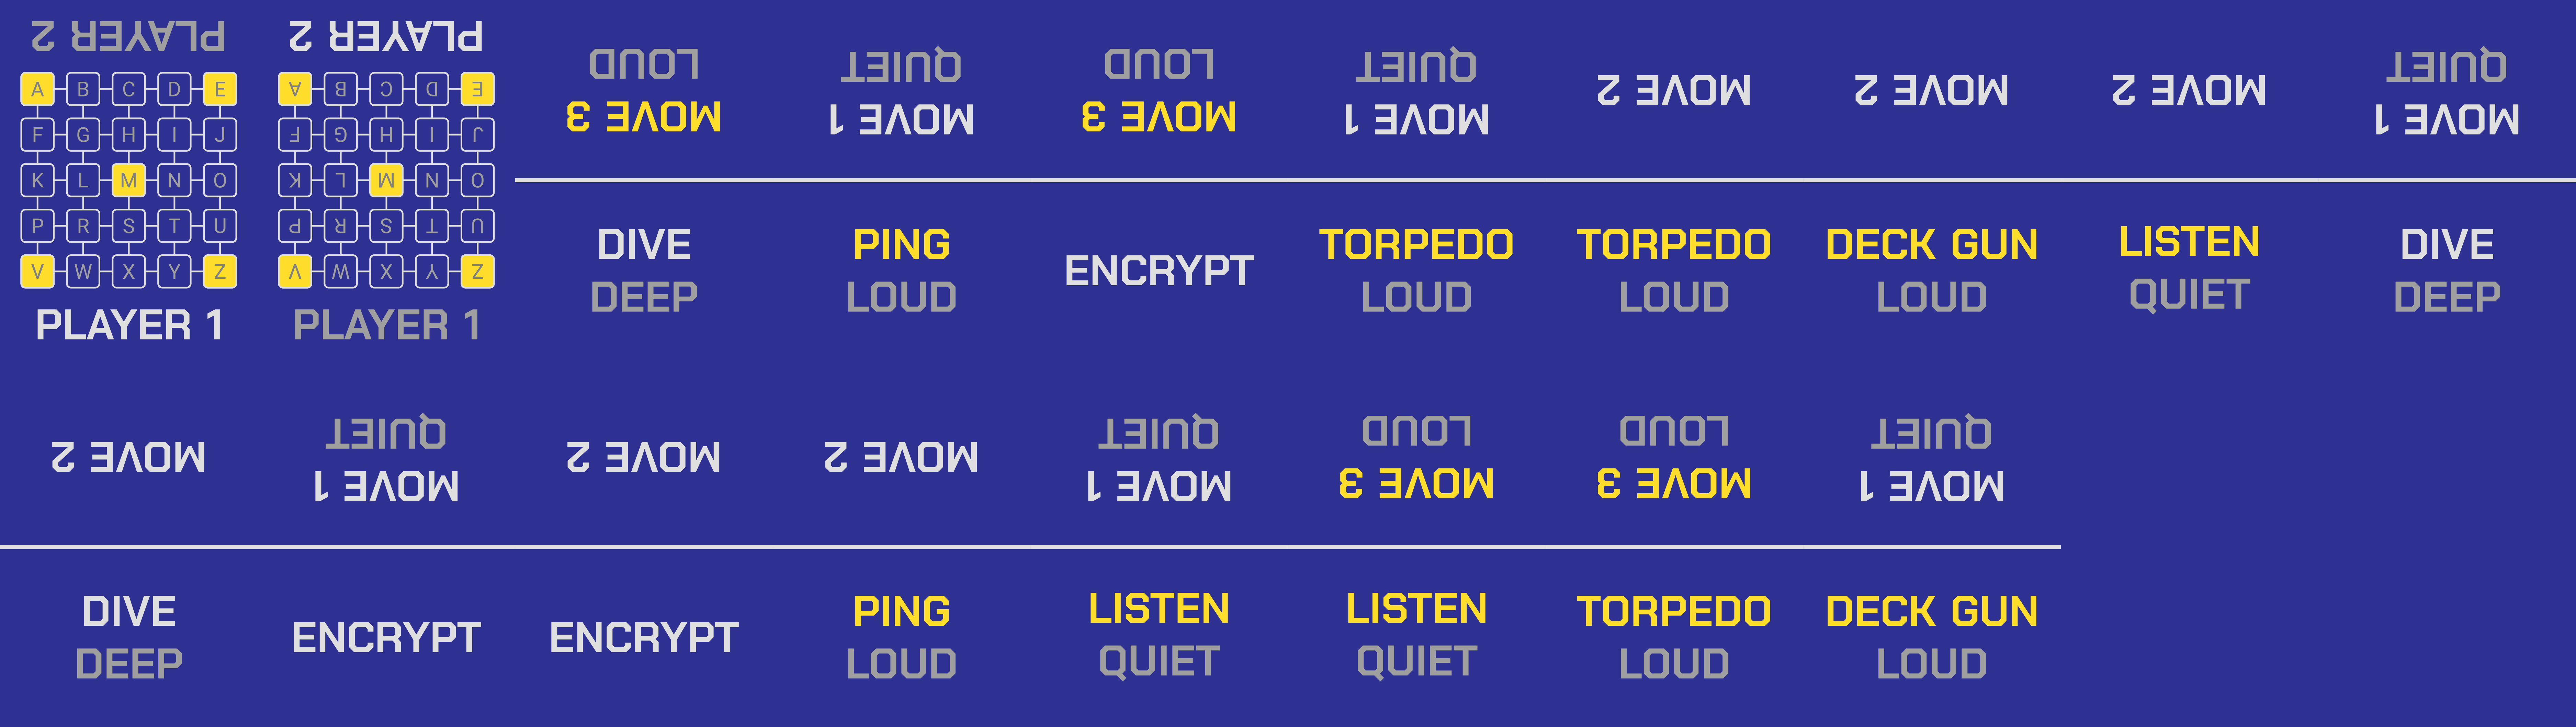 PLAYER 2
A B C D E
F G H I J
K L M N O
P R S T U
V W X Y Z
PLAYER 1
PLAYER 2
A B C D E
F G H I J
K L M N O
P R S T U
V W X Y Z
PLAYER 1
MOVE 3
LOUD
DIVE
DEEP
MOVE 1
QUIET
PING
LOUD
MOVE 3
LOUD
ENCRYPT
MOVE 1
QUIET
TORPEDO
LOUD
MOVE 2
TORPEDO
LOUD
MOVE 2
DECK GUN
LOUD
MOVE 2
LISTEN
QUIET
MOVE 1
QUIET
DIVE
DEEP
MOVE 2
DIVE
DEEP
MOVE 1
QUIET
ENCRYPT
MOVE 2
ENCRYPT
MOVE 2
PING
LOUD
MOVE 1
QUIET
LISTEN
QUIET
MOVE 3
LOUD
LISTEN
QUIET
MOVE 3
LOUD
TORPEDO
LOUD
MOVE 1
QUIET
DECK GUN
LOUD